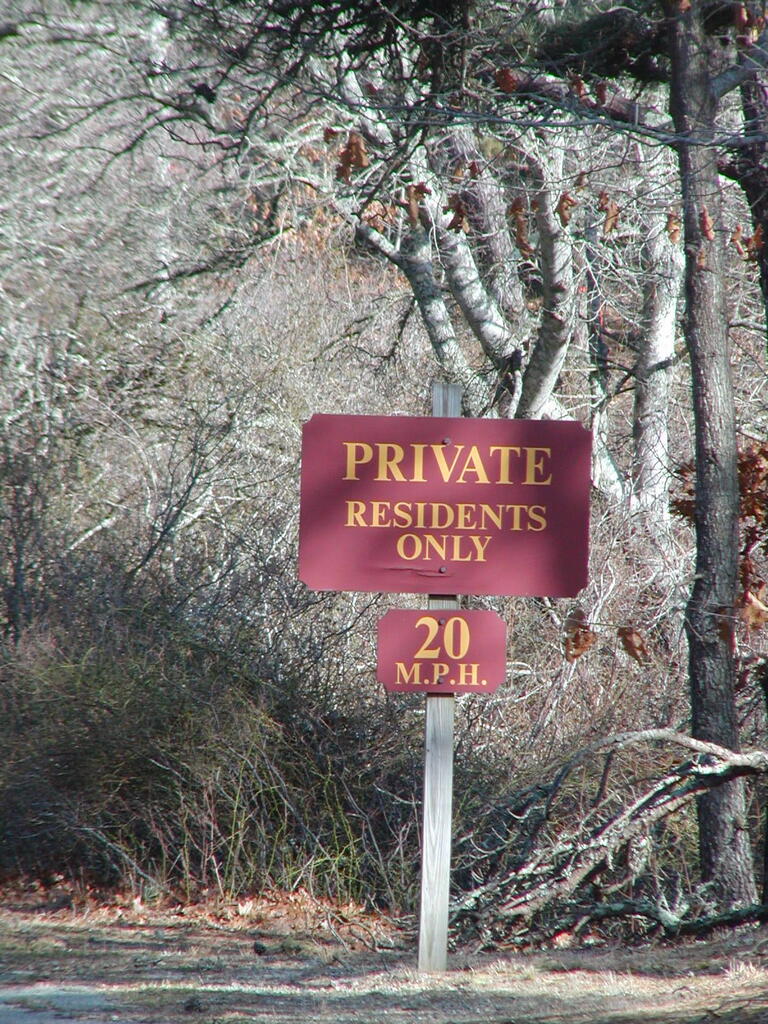 PRIVATE
RESIDENTS
ONLY
20
M.P.H.